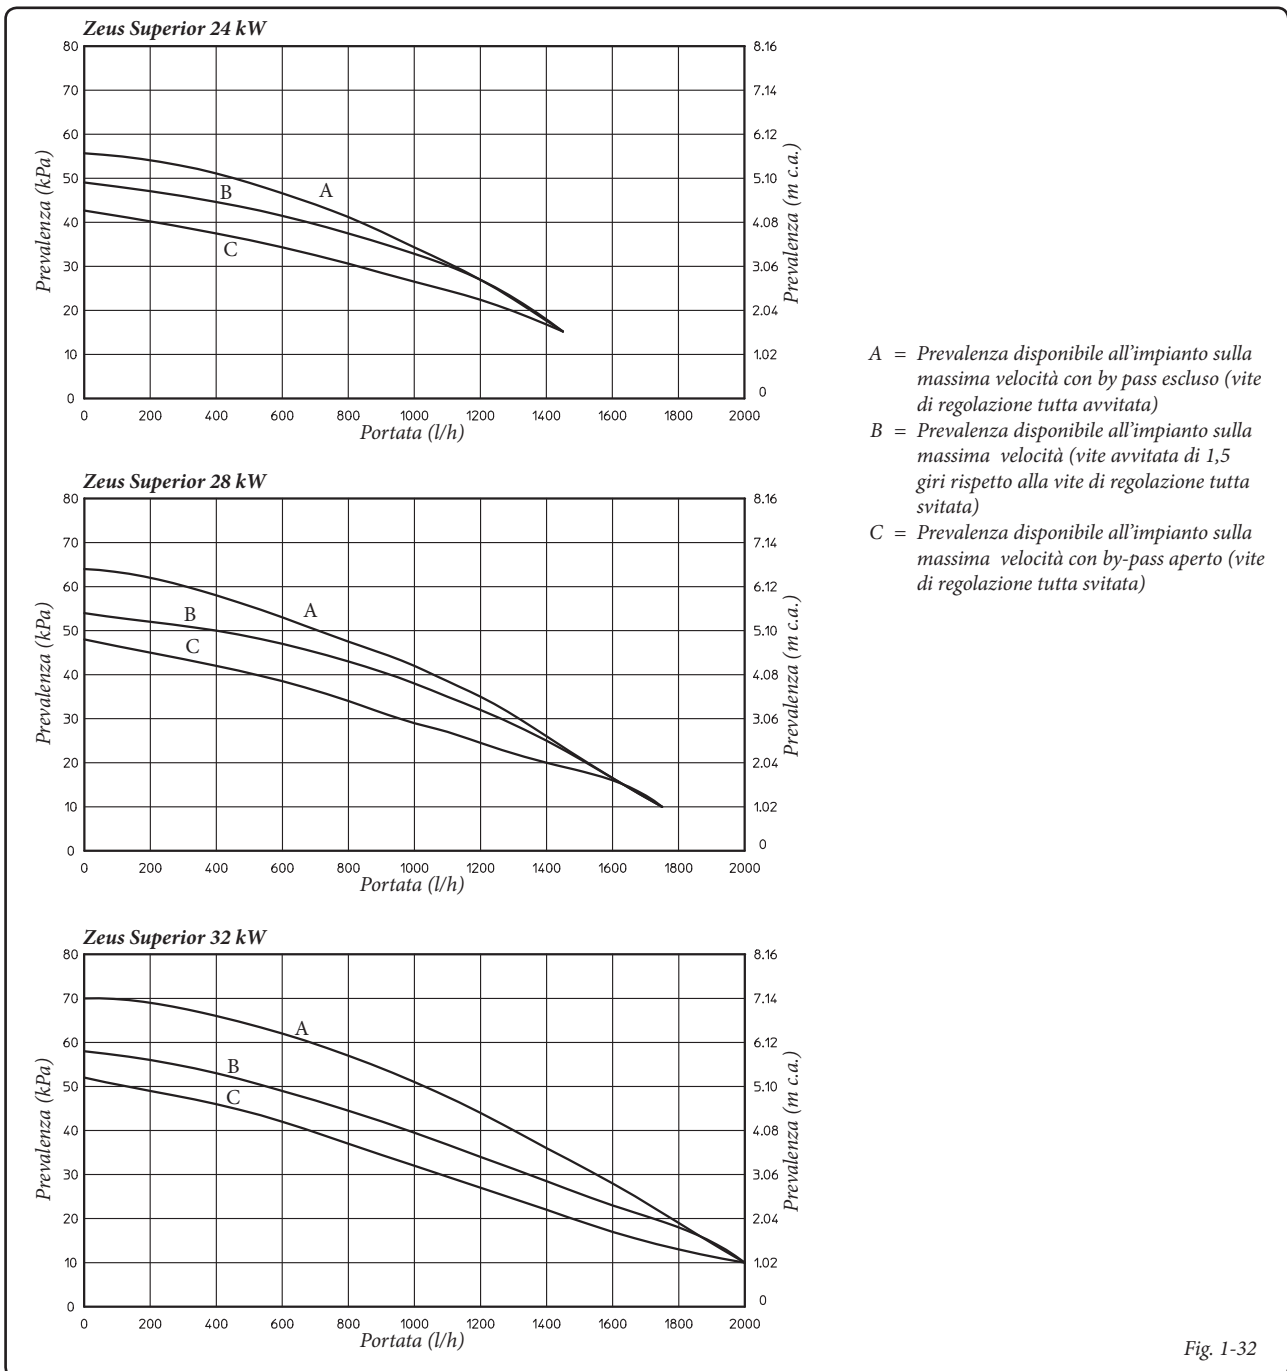 Zeus Superior 24 kW
80 8.16
70 7.14
60 6.12
50 5.10
40 4.08
30 3.06
20 2.04
10 1.02
0 0
A
B
C
Prevalenza (kPa)
Prevalenza (m c.a.)
0 200 400 600 800 1000 1200 1400 1600 1800 2000
Portata (l/h)
Zeus Superior 28 kW
80 8.16
70 7.14
60 6.12
50 5.10
40 4.08
30 3.06
20 2.04
10 1.02
0 0
A
B
C
Prevalenza (kPa)
Prevalenza (m c.a.)
0 200 400 600 800 1000 1200 1400 1600 1800 2000
Portata (l/h)
Zeus Superior 32 kW
80 8.16
70 7.14
60 6.12
50 5.10
40 4.08
30 3.06
20 2.04
10 1.02
0 0
A
B
C
Prevalenza (kPa)
Prevalenza (m c.a.)
0 200 400 600 800 1000 1200 1400 1600 1800 2000
Portata (l/h)
A = Prevalenza disponibile all'impianto sulla
massima velocità con by pass escluso (vite
di regolazione tutta avvitata)
B = Prevalenza disponibile all'impianto sulla
massima velocità (vite avvitata di 1,5
giri rispetto alla vite di regolazione tutta
svitata)
C = Prevalenza disponibile all'impianto sulla
massima velocità con by-pass aperto (vite
di regolazione tutta svitata)
Fig. 1-32